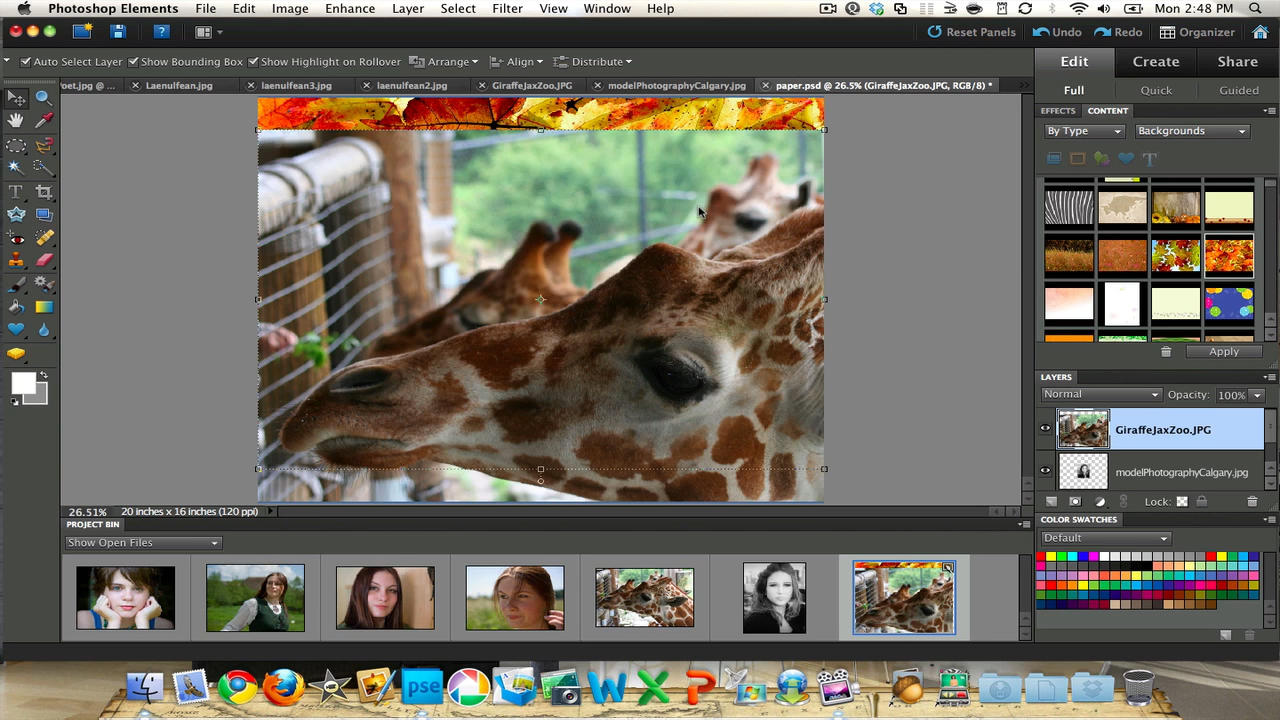 Photoshop Elements File Edit Image Enhance Layer Select Filter View Window Help Mon 2:48 PM
Reset Panels Undo Redo Organizer
Auto Select Layer Show Bounding Box Show Highlight on Rollover Arrange Align Distribute
Edit Create Share
oet.jpg @ ... Laenulfean.jpg laenulfean3.jpg laenulfean2.jpg GiraffeJaxZoo.JPG modelPhotographyCalgary.jpg paper.psd @ 26.5% (GiraffeJaxZoo.JPG, RGB/8) *
Full Quick Guided
EFFECTS CONTENT
By Type Backgrounds
Apply
LAYERS
Normal Opacity: 100%
GiraffeJaxZoo.JPG
modelPhotographyCalgary.jpg
Lock:
26.51% 20 inches x 16 inches (120 ppi)
COLOR SWATCHES
PROJECT BIN
Default
Show Open Files
pse W X P